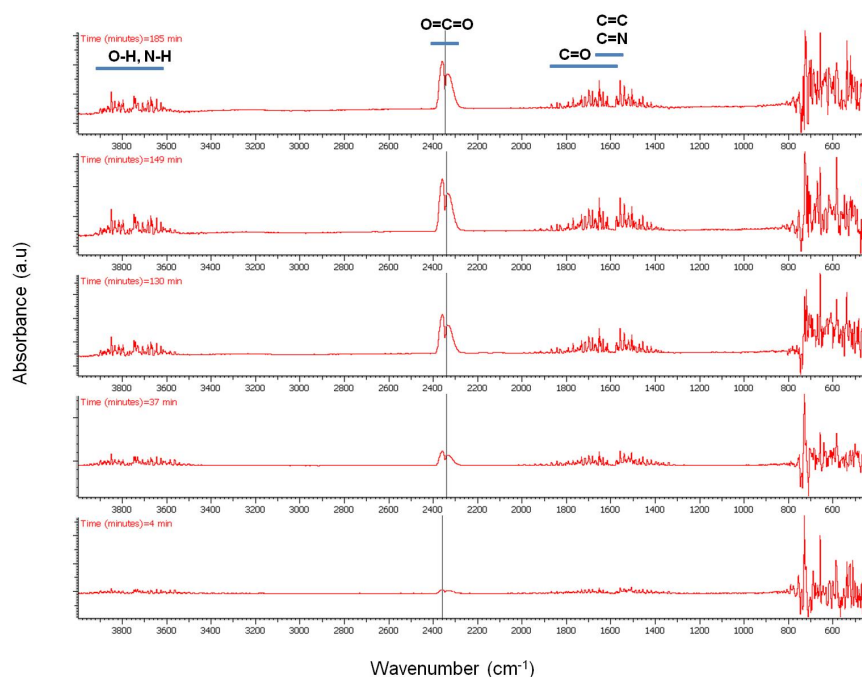 O=C=O
C=C
C=N
O-H, N-H
C=O
Time (minutes)=185 min
3800 3600 3400 3200 3000 2800 2600 2400 2200 2000 1800 1600 1400 1200 1000 800 600
Time (minutes)=149 min
3800 3600 3400 3200 3000 2800 2600 2400 2200 2000 1800 1600 1400 1200 1000 800 600
Time (minutes)=130 min
3800 3600 3400 3200 3000 2800 2600 2400 2200 2000 1800 1600 1400 1200 1000 800 600
Time (minutes)=37 min
3800 3600 3400 3200 3000 2800 2600 2400 2200 2000 1800 1600 1400 1200 1000 800 600
Time (minutes)=4 min
3800 3600 3400 3200 3000 2800 2600 2400 2200 2000 1800 1600 1400 1200 1000 800 600
Absorbance (a.u)
Wavenumber (cm⁻¹)